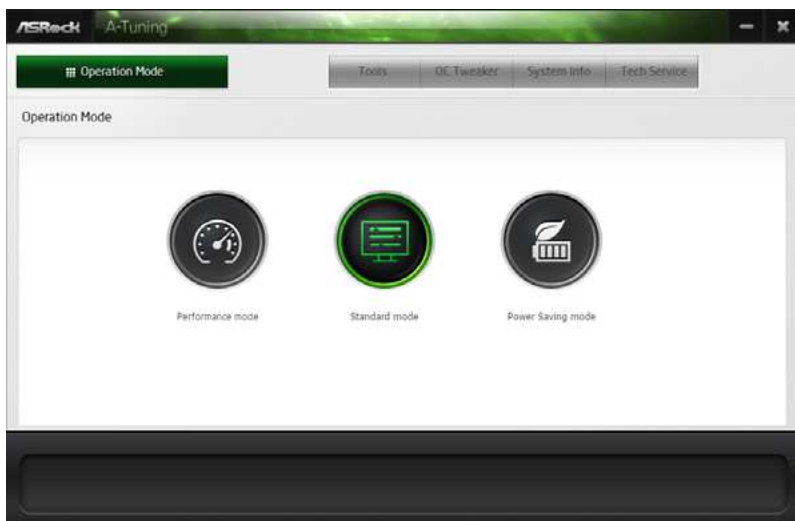 ASRock A-Tuning
Operation Mode Tools OC Tweaker System Info Tech Service
Operation Mode
Performance mode Standard mode Power Saving mode